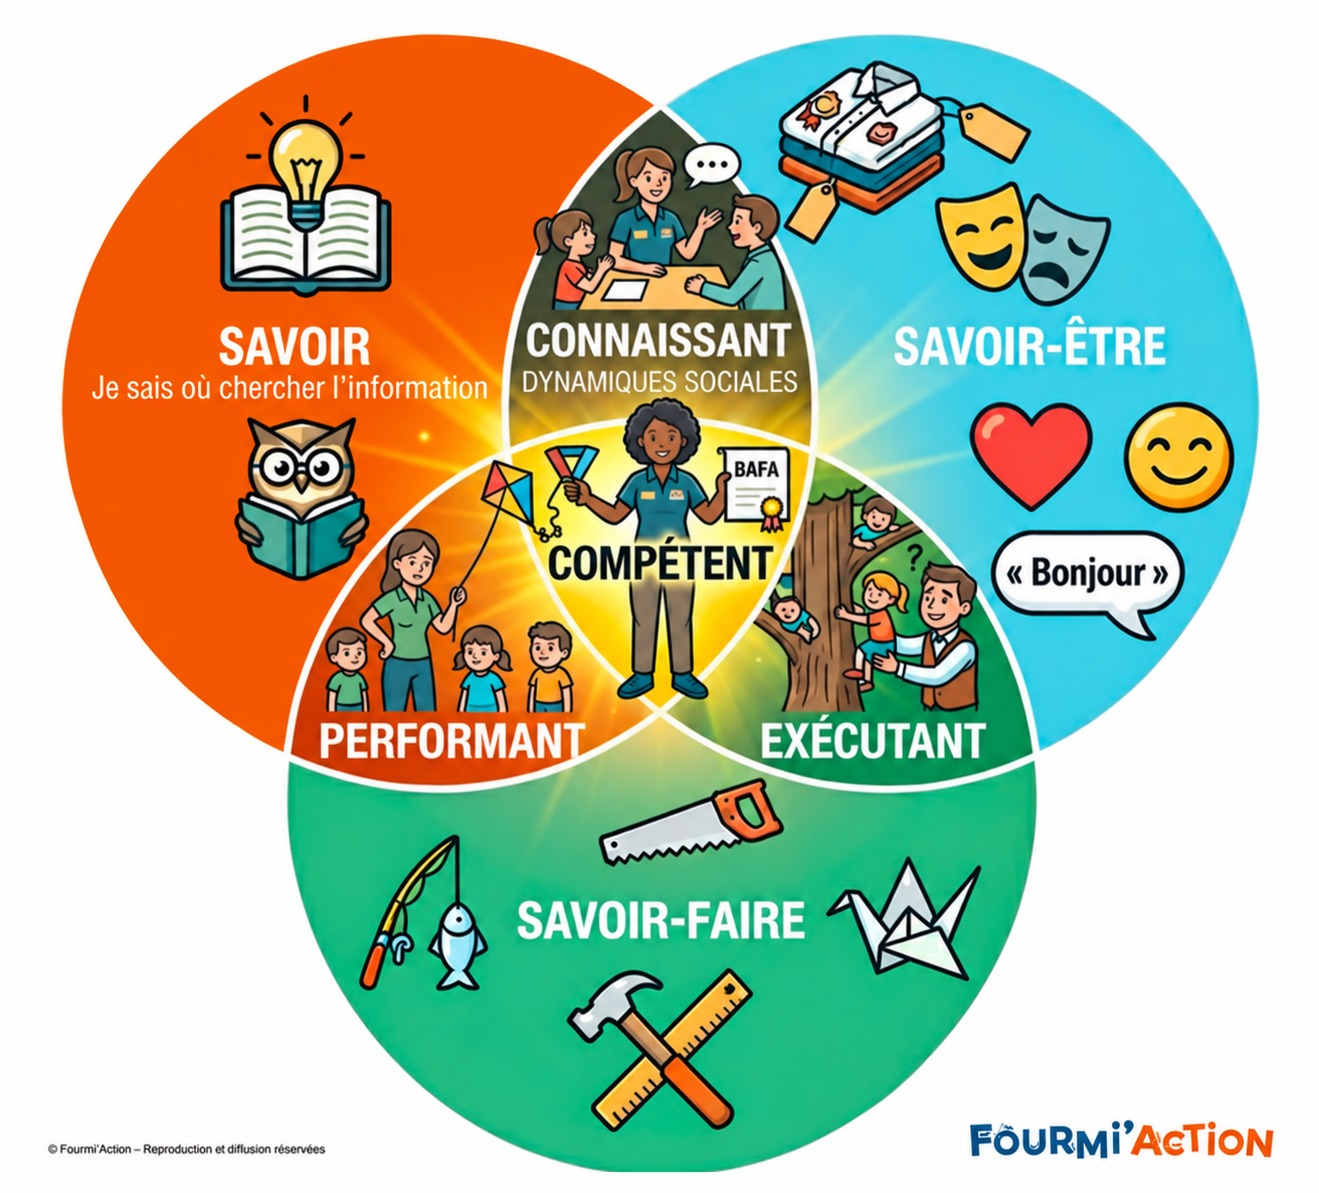 SAVOIR
Je sais où chercher l'information
CONNAISSANT
DYNAMIQUES SOCIALES
SAVOIR-ÊTRE
BAFA
COMPÉTENT
?
« Bonjour »
PERFORMANT
EXÉCUTANT
SAVOIR-FAIRE
© Fourmi'Action – Reproduction et diffusion réservées
FOURMI'ACTION